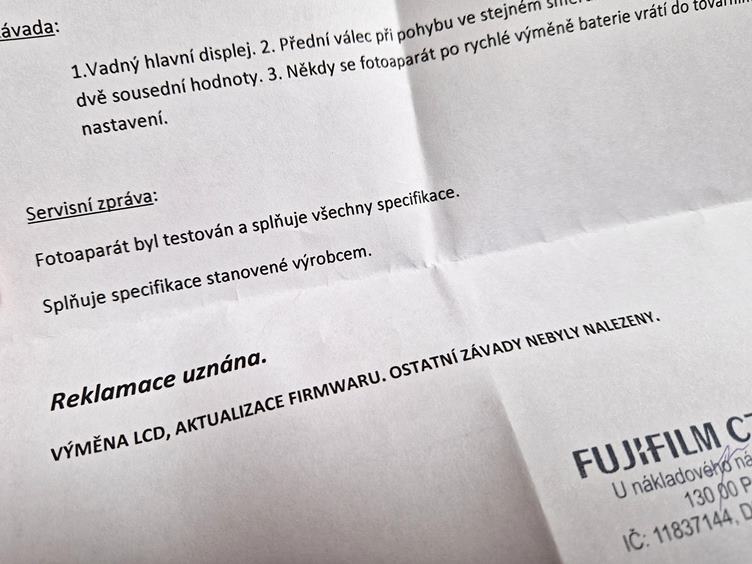 ávada:
1.Vadný hlavní displej. 2. Přední válec při pohybu ve stejném
dvě sousední hodnoty. 3. Někdy se fotoaparát po rychlé výměně baterie vrátí do
nastavení.
Servisní zpráva:
Fotoaparát byl testován a splňuje všechny specifikace.
Splňuje specifikace stanovené výrobcem.
Reklamace uznána.
VÝMĚNA LCD, AKTUALIZACE FIRMWARU. OSTATNÍ ZÁVADY NEBYLY NALEZENY.
FUJIFILM
U nákladového
130 00 P
IČ: 11837144, D